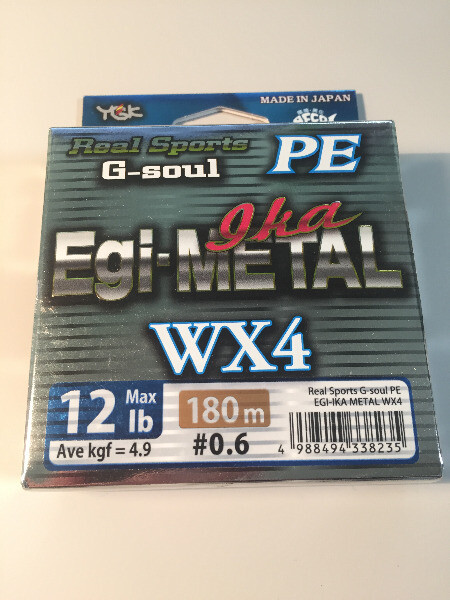 YGK
MADE IN JAPAN
Real Sports
G-soul
PE
Ika
Egi-METAL
WX4
12 Max lb
180m
Ave kgf = 4.9
#0.6
Real Sports G-soul PE
EGI-IKA METAL WX4
4 988494 338235